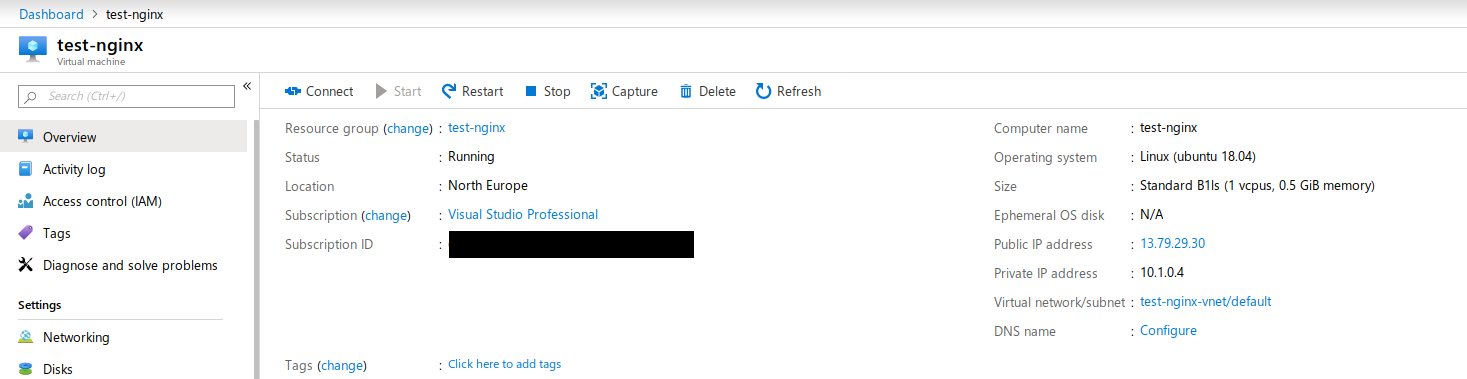 Dashboard > test-nginx
test-nginx
Virtual machine
Search (Ctrl+/)
«
Overview
Activity log
Access control (IAM)
Tags
Diagnose and solve problems
Settings
Networking
Disks
Connect Start Restart Stop Capture Delete Refresh
Resource group (change) : test-nginx
Status : Running
Location : North Europe
Subscription (change) : Visual Studio Professional
Subscription ID :
Tags (change) : Click here to add tags
Computer name : test-nginx
Operating system : Linux (ubuntu 18.04)
Size : Standard B1ls (1 vcpus, 0.5 GiB memory)
Ephemeral OS disk : N/A
Public IP address : 13.79.29.30
Private IP address : 10.1.0.4
Virtual network/subnet : test-nginx-vnet/default
DNS name : Configure